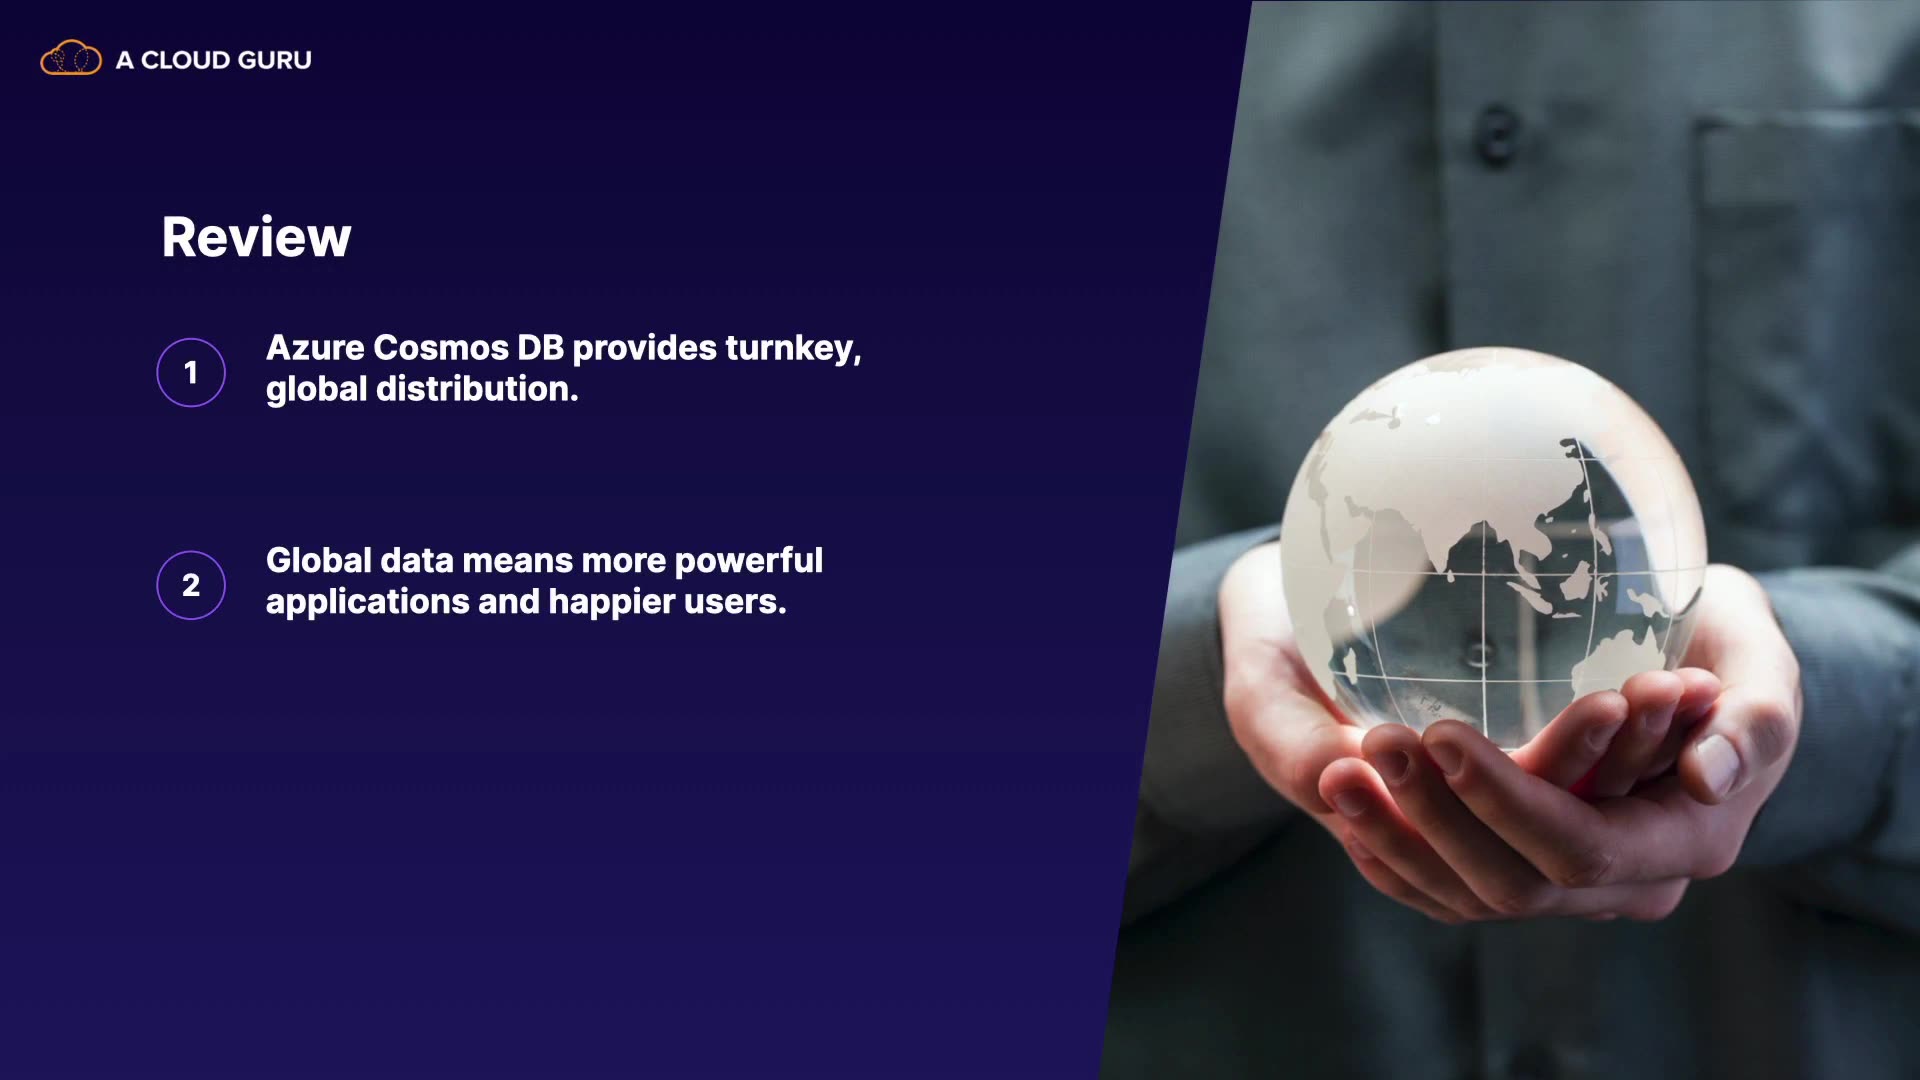 A CLOUD GURU
Review
1
Azure Cosmos DB provides turnkey,
global distribution.
2
Global data means more powerful
applications and happier users.